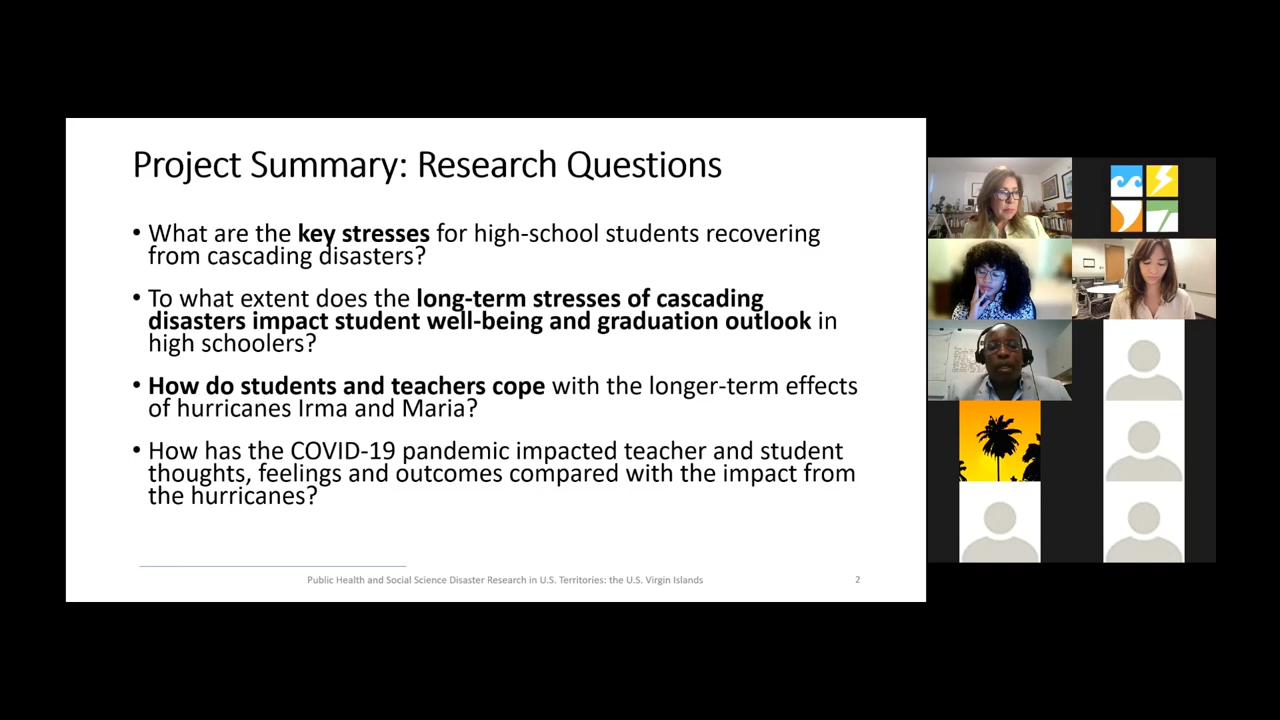 Project Summary: Research Questions
• What are the key stresses for high-school students recovering
from cascading disasters?
• To what extent does the long-term stresses of cascading
disasters impact student well-being and graduation outlook in
high schoolers?
• How do students and teachers cope with the longer-term effects
of hurricanes Irma and Maria?
• How has the COVID-19 pandemic impacted teacher and student
thoughts, feelings and outcomes compared with the impact from
the hurricanes?
Public Health and Social Science Disaster Research in U.S. Territories: the U.S. Virgin Islands
2